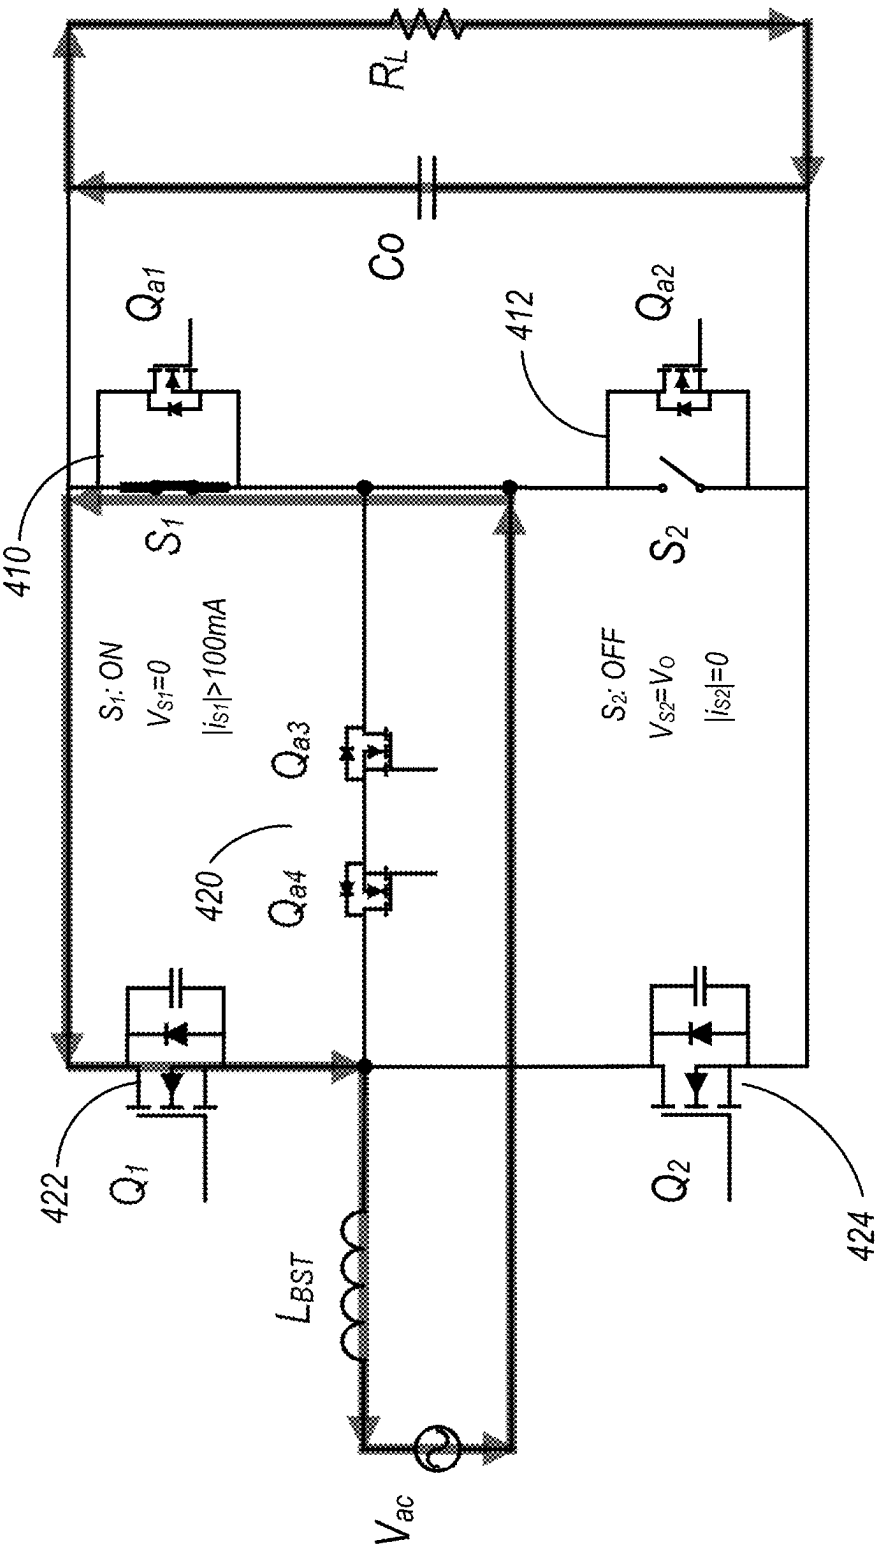 422
Q1
410
S1: ON
VS1=0
|iS1|>100mA
S1
Qa1
LBST
420
Qa4
Qa3
Vac
Co
RL
412
Q2
424
S2: OFF
VS2=VO
|iS2|=0
S2
Qa2